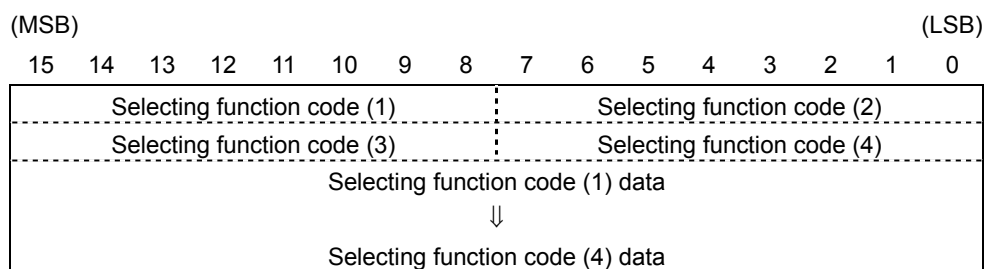 (MSB) (LSB)
15 14 13 12 11 10 9 8 7 6 5 4 3 2 1 0
Selecting function code (1) Selecting function code (2)
Selecting function code (3) Selecting function code (4)
Selecting function code (1) data
⇓
Selecting function code (4) data